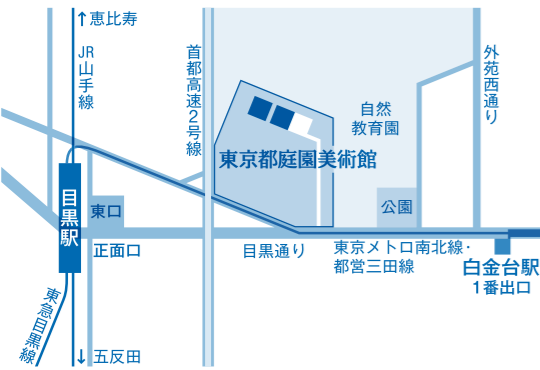 ↑恵比寿
JR山手線
首都高速2号線
外苑西通り
自然
教育園
東京都庭園美術館
目黒駅
東口
公園
正面口
目黒通り
東京メトロ南北線・
都営三田線
白金台駅
1番出口
東急目黒線
↓五反田